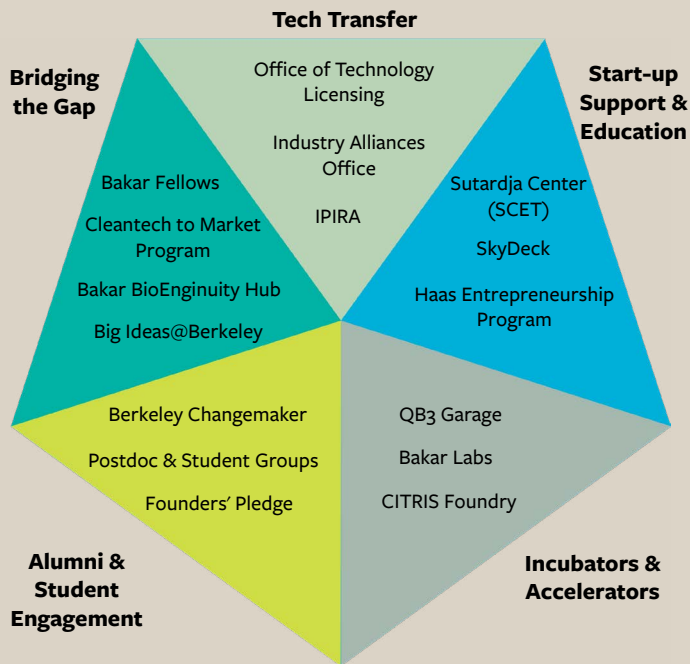 Tech Transfer
Office of Technology
Licensing
Industry Alliances
Office
IPIRA
Bridging
the Gap
Bakar Fellows
Cleantech to Market
Program
Bakar BioEnginuity Hub
Big Ideas@Berkeley
Start-up
Support &
Education
Sutardja Center
(SCET)
SkyDeck
Haas Entrepreneurship
Program
Berkeley Changemaker
Postdoc & Student Groups
Founders' Pledge
Alumni &
Student
Engagement
QB3 Garage
Bakar Labs
CITRIS Foundry
Incubators &
Accelerators